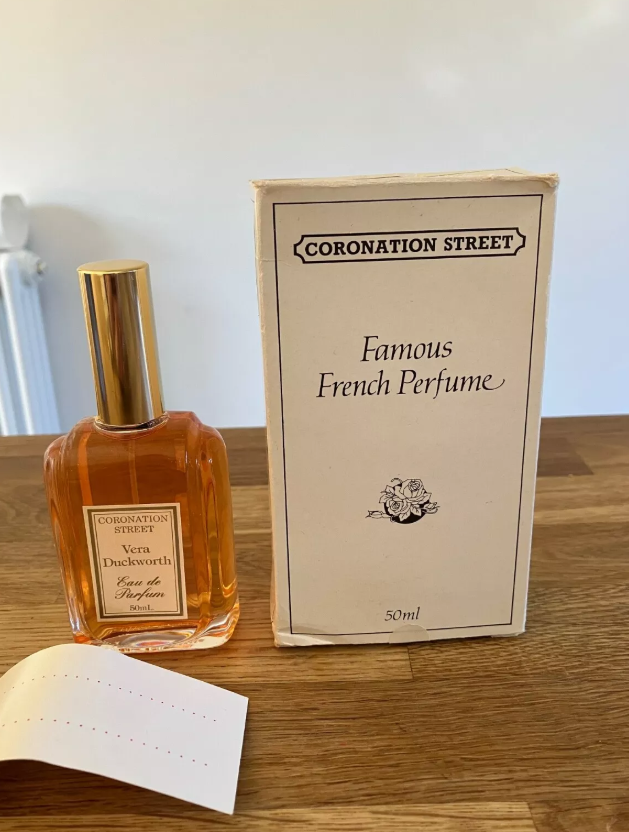 CORONATION STREET
Famous
French Perfume
50ml
CORONATION
STREET
Vera
Duckworth
Eau de
Parfum
50mL